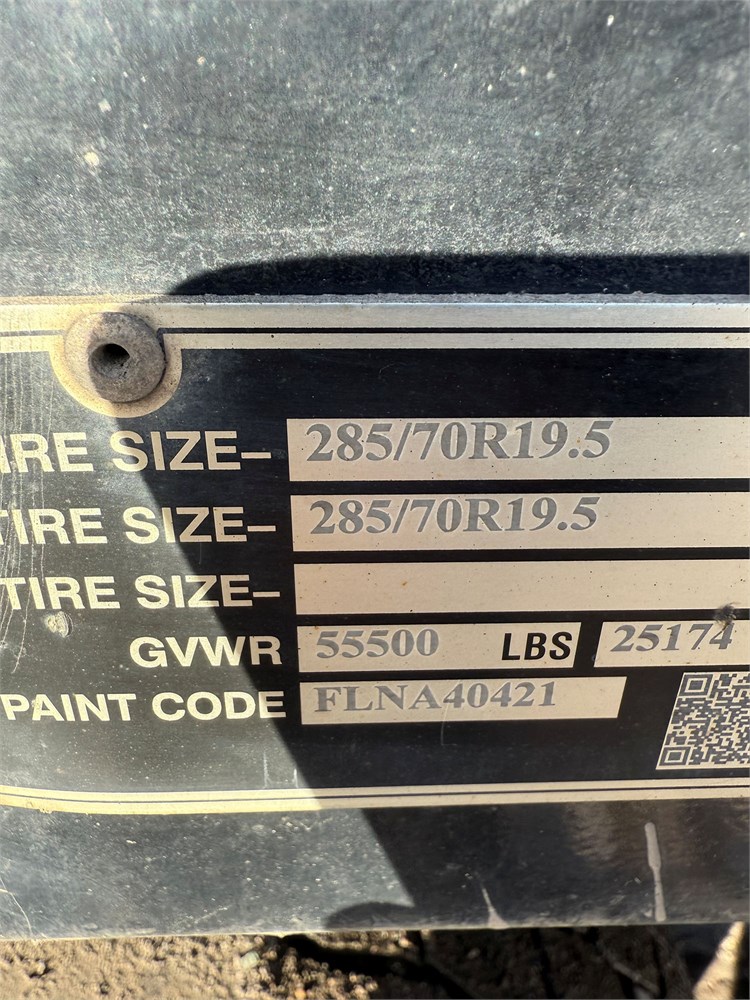 IRE SIZE– 285/70R19.5
TIRE SIZE– 285/70R19.5
TIRE SIZE–
GVWR 55500 LBS 25174
PAINT CODE FLNA40421